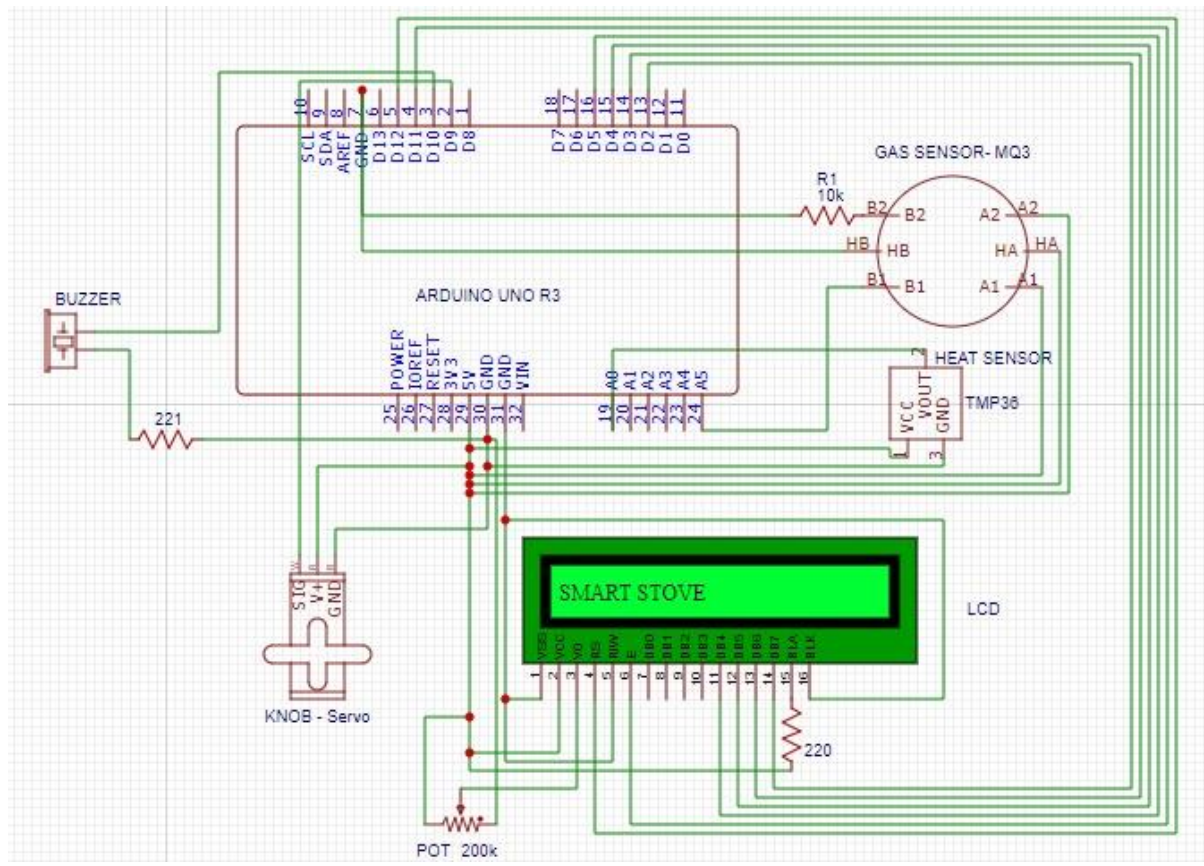 10 9 8 7 6 5 4 3 2 1
18 17 16 15 14 13 12 11
SCL SDA AREF GND D13 D12 D11 D10 D9 D8
D7 D6 D5 D4 D3 D2 D1 D0
GAS SENSOR- MQ3
R1
10k
B2 B2 A2 A2
HB HB HA HA
B1 B1 A1 A1
BUZZER
ARDUINO UNO R3
POWER IOREF RESET 3V3 5V GND GND VIN
A0 A1 A2 A3 A4 A5
25 26 27 28 29 30 31 32
19 20 21 22 23 24
2
HEAT SENSOR
VCC VOUT GND
TMP36
1 3
221
SIG V+ GND
KNOB - Servo
SMART STOVE
LCD
VSS VCC VO RS R/W E DB0 DB1 DB2 DB3 DB4 DB5 DB6 DB7 BLA BLK
1 2 3 4 5 6 7 8 9 10 11 12 13 14 15 16
220
POT 200k